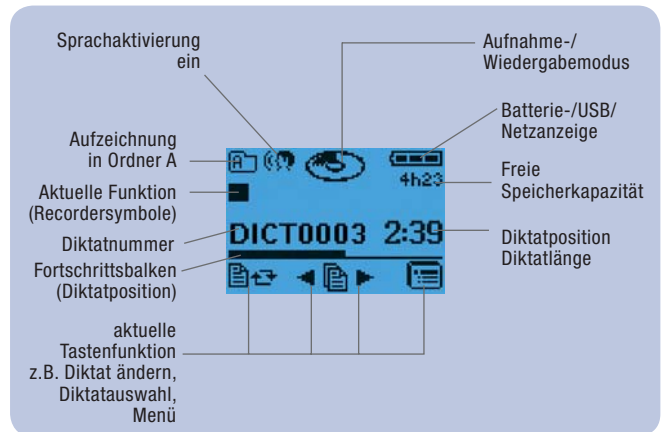 Sprachaktivierung
ein
Aufnahme-/
Wiedergabemodus
Batterie-/USB/
Netzanzeige
Aufzeichnung
in Ordner A
A
4h23
Freie
Speicherkapazität
Aktuelle Funktion
(Recordersymbole)
Diktatnummer
DICT0003 2:39
Diktatposition
Diktatlänge
Fortschrittsbalken
(Diktatposition)
aktuelle
Tastenfunktion
z.B. Diktat ändern,
Diktatauswahl,
Menü